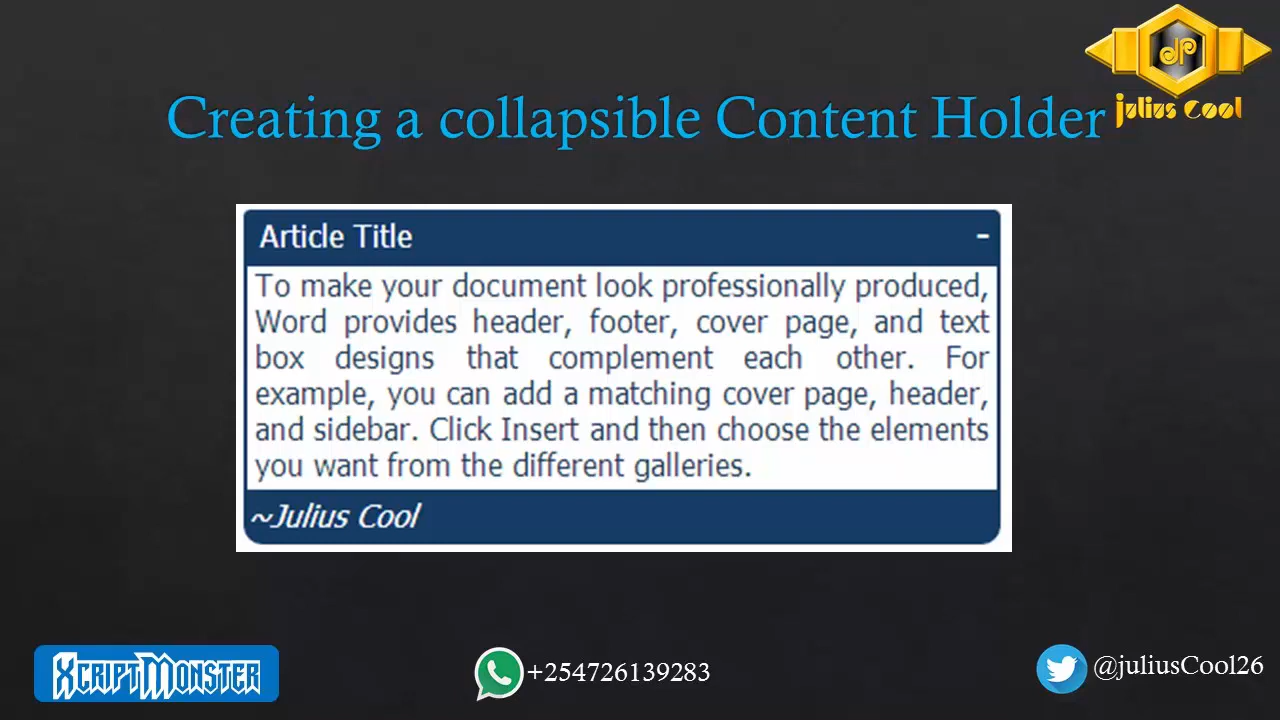 Creating a collapsible Content Holder
JP
julius Cool
Article Title -
To make your document look professionally produced,
Word provides header, footer, cover page, and text
box designs that complement each other. For
example, you can add a matching cover page, header,
and sidebar. Click Insert and then choose the elements
you want from the different galleries.
~Julius Cool
XCRIPTMONSTER
+254726139283
@juliusCool26